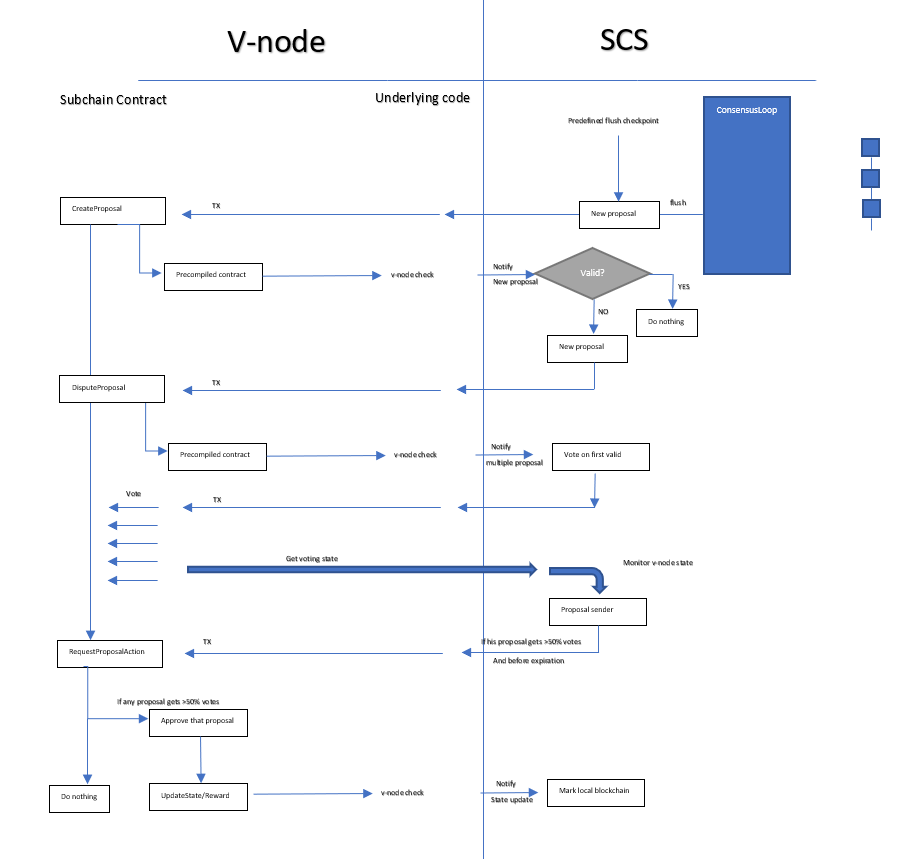 V-node
SCS
Subchain Contract
Underlying code
ConsensusLoop
Predefined flush checkpoint
CreateProposal
TX
New proposal
flush
Precompiled contract
v-node check
Notify
New proposal
Valid?
YES
NO
Do nothing
New proposal
DisputeProposal
TX
Precompiled contract
v-node check
Notify
multiple proposal
Vote on first valid
Vote
TX
Get voting state
Monitor v-node state
Proposal sender
RequestProposalAction
TX
If his proposal gets >50% votes
And before expiration
If any proposal gets >50% votes
Approve that proposal
Do nothing
UpdateState/Reward
v-node check
Notify
State update
Mark local blockchain